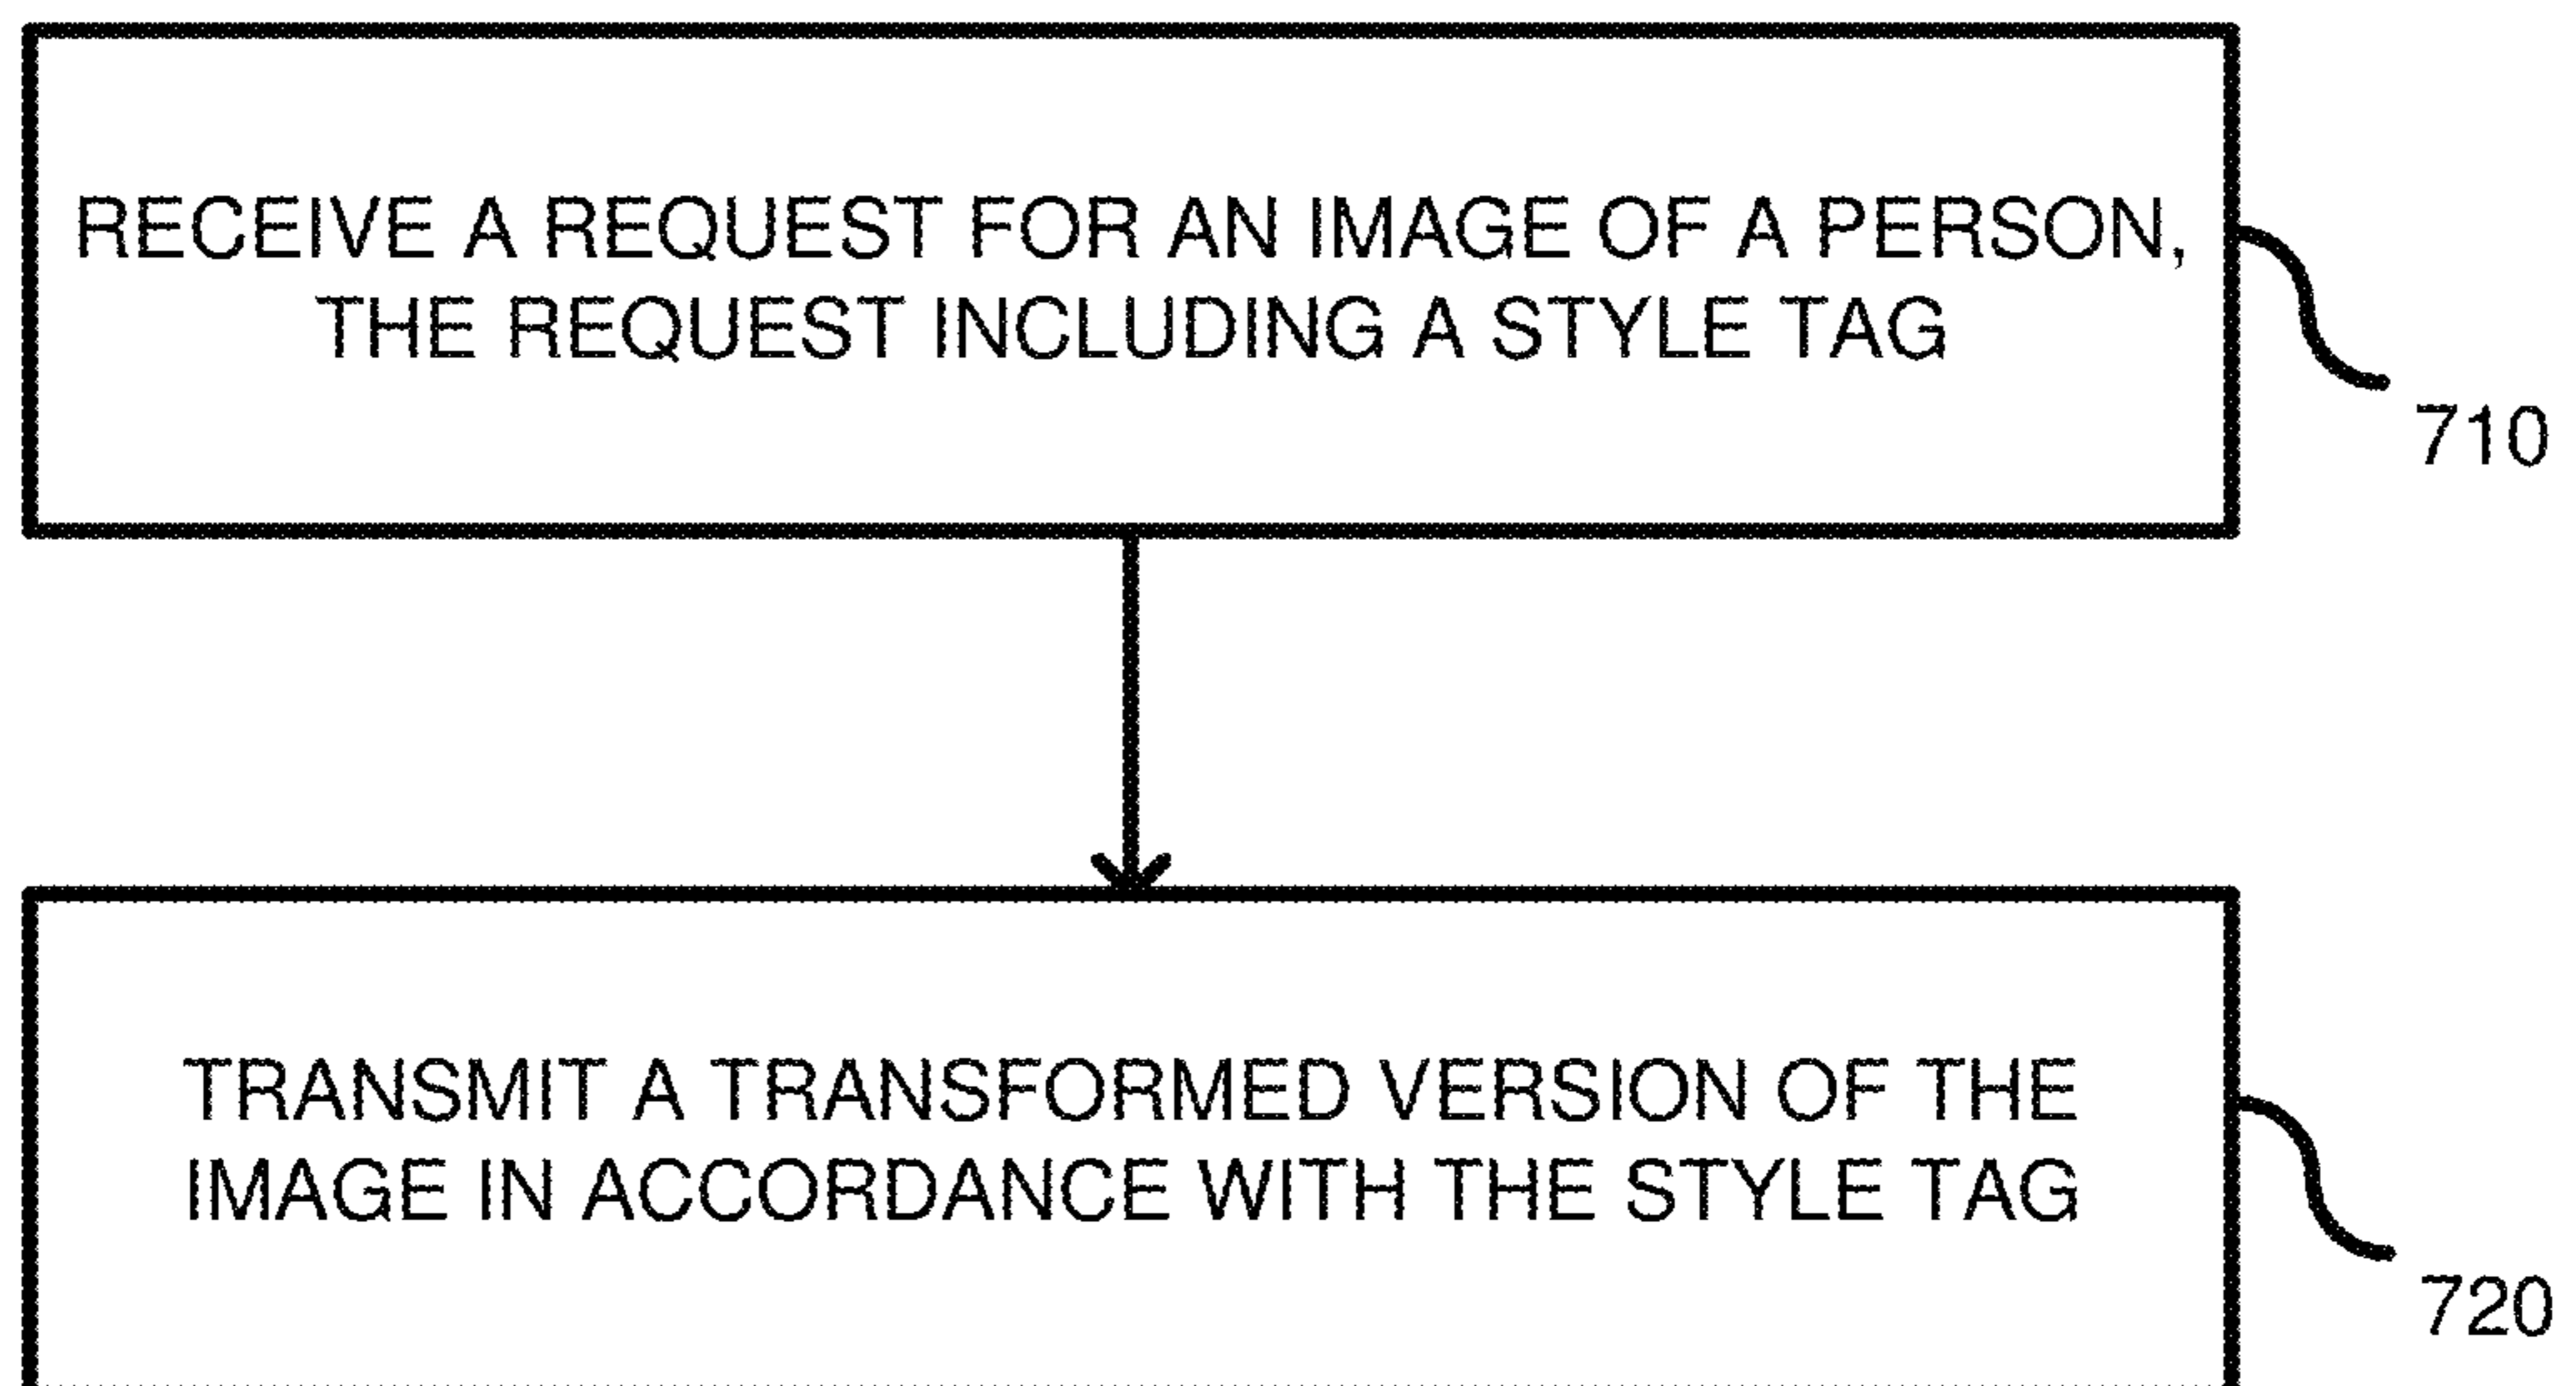 RECEIVE A REQUEST FOR AN IMAGE OF A PERSON,
THE REQUEST INCLUDING A STYLE TAG
710
TRANSMIT A TRANSFORMED VERSION OF THE
IMAGE IN ACCORDANCE WITH THE STYLE TAG
720